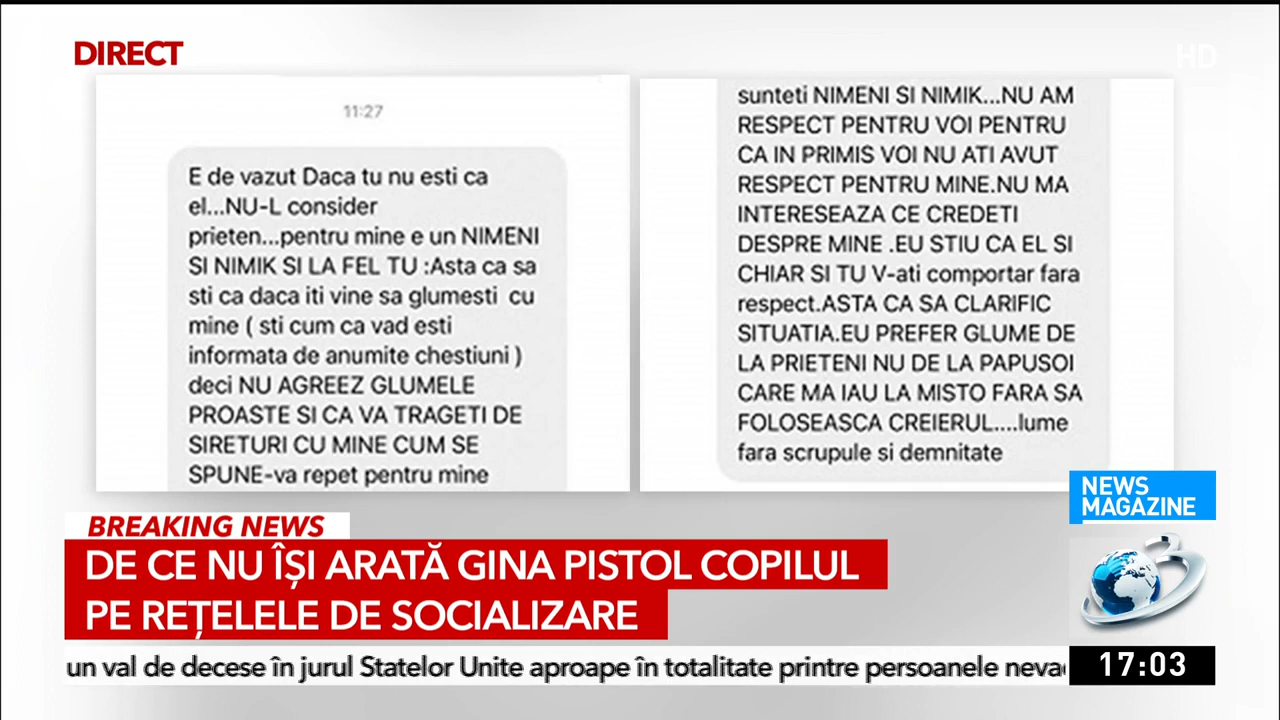 DIRECT
HD
11:27
E de vazut Daca tu nu esti ca
el...NU-L consider
prieten...pentru mine e un NIMENI
SI NIMIK SI LA FEL TU :Asta ca sa
sti ca daca iti vine sa glumesti cu
mine ( sti cum ca vad esti
informata de anumite chestiuni )
deci NU AGREEZ GLUMELE
PROASTE SI CA VA TRAGETI DE
SIRETURI CU MINE CUM SE
SPUNE-va repet pentru mine
sunteti NIMENI SI NIMIK...NU AM
RESPECT PENTRU VOI PENTRU
CA IN PRIMIS VOI NU ATI AVUT
RESPECT PENTRU MINE.NU MA
INTERESEAZA CE CREDETI
DESPRE MINE .EU STIU CA EL SI
CHIAR SI TU V-ati comportar fara
respect.ASTA CA SA CLARIFIC
SITUATIA.EU PREFER GLUME DE
LA PRIETENI NU DE LA PAPUSOI
CARE MA IAU LA MISTO FARA SA
FOLOSEASCA CREIERUL....lume
fara scrupule si demnitate
NEWS
MAGAZINE
BREAKING NEWS
DE CE NU ÎȘI ARATĂ GINA PISTOL COPILUL
PE REȚELELE DE SOCIALIZARE
3
un val de decese în jurul Statelor Unite aproape în totalitate printre persoanele nevac
17:03